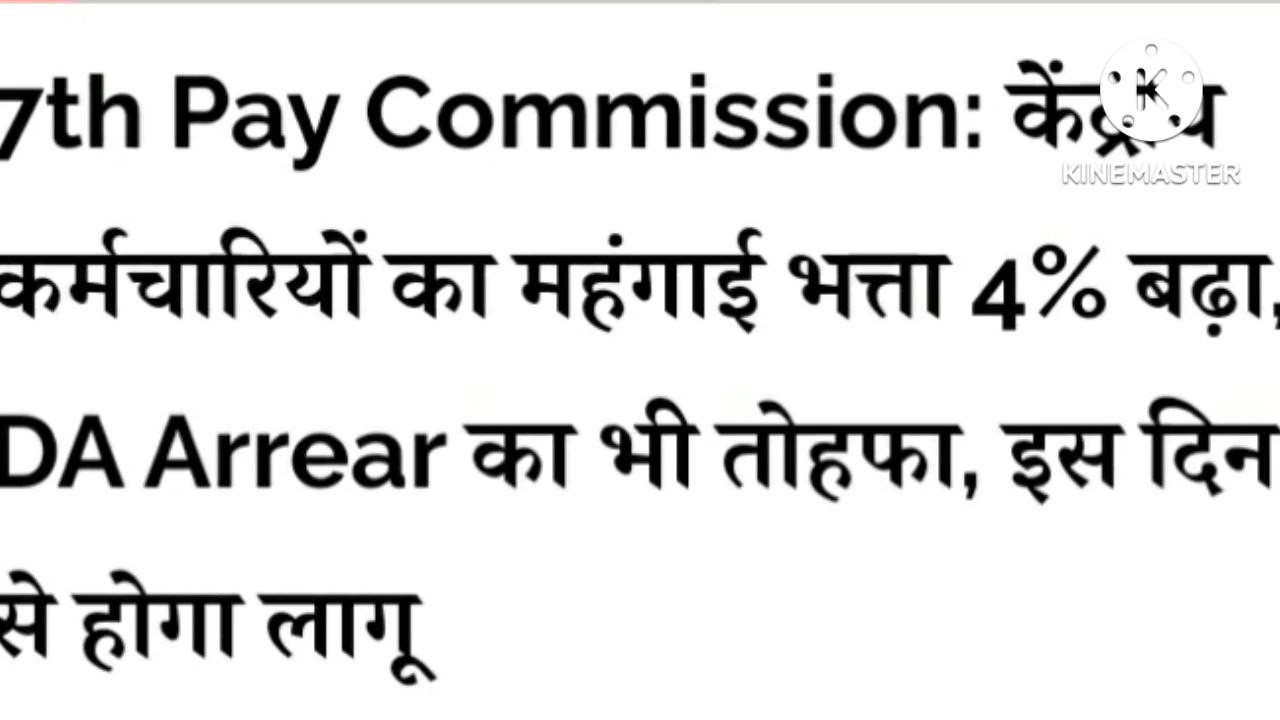 7th Pay Commission: केंद्रीय
कर्मचारियों का महंगाई भत्ता 4% बढ़ा,
DA Arrear का भी तोहफा, इस दिन
से होगा लागू
K
KINEMASTER